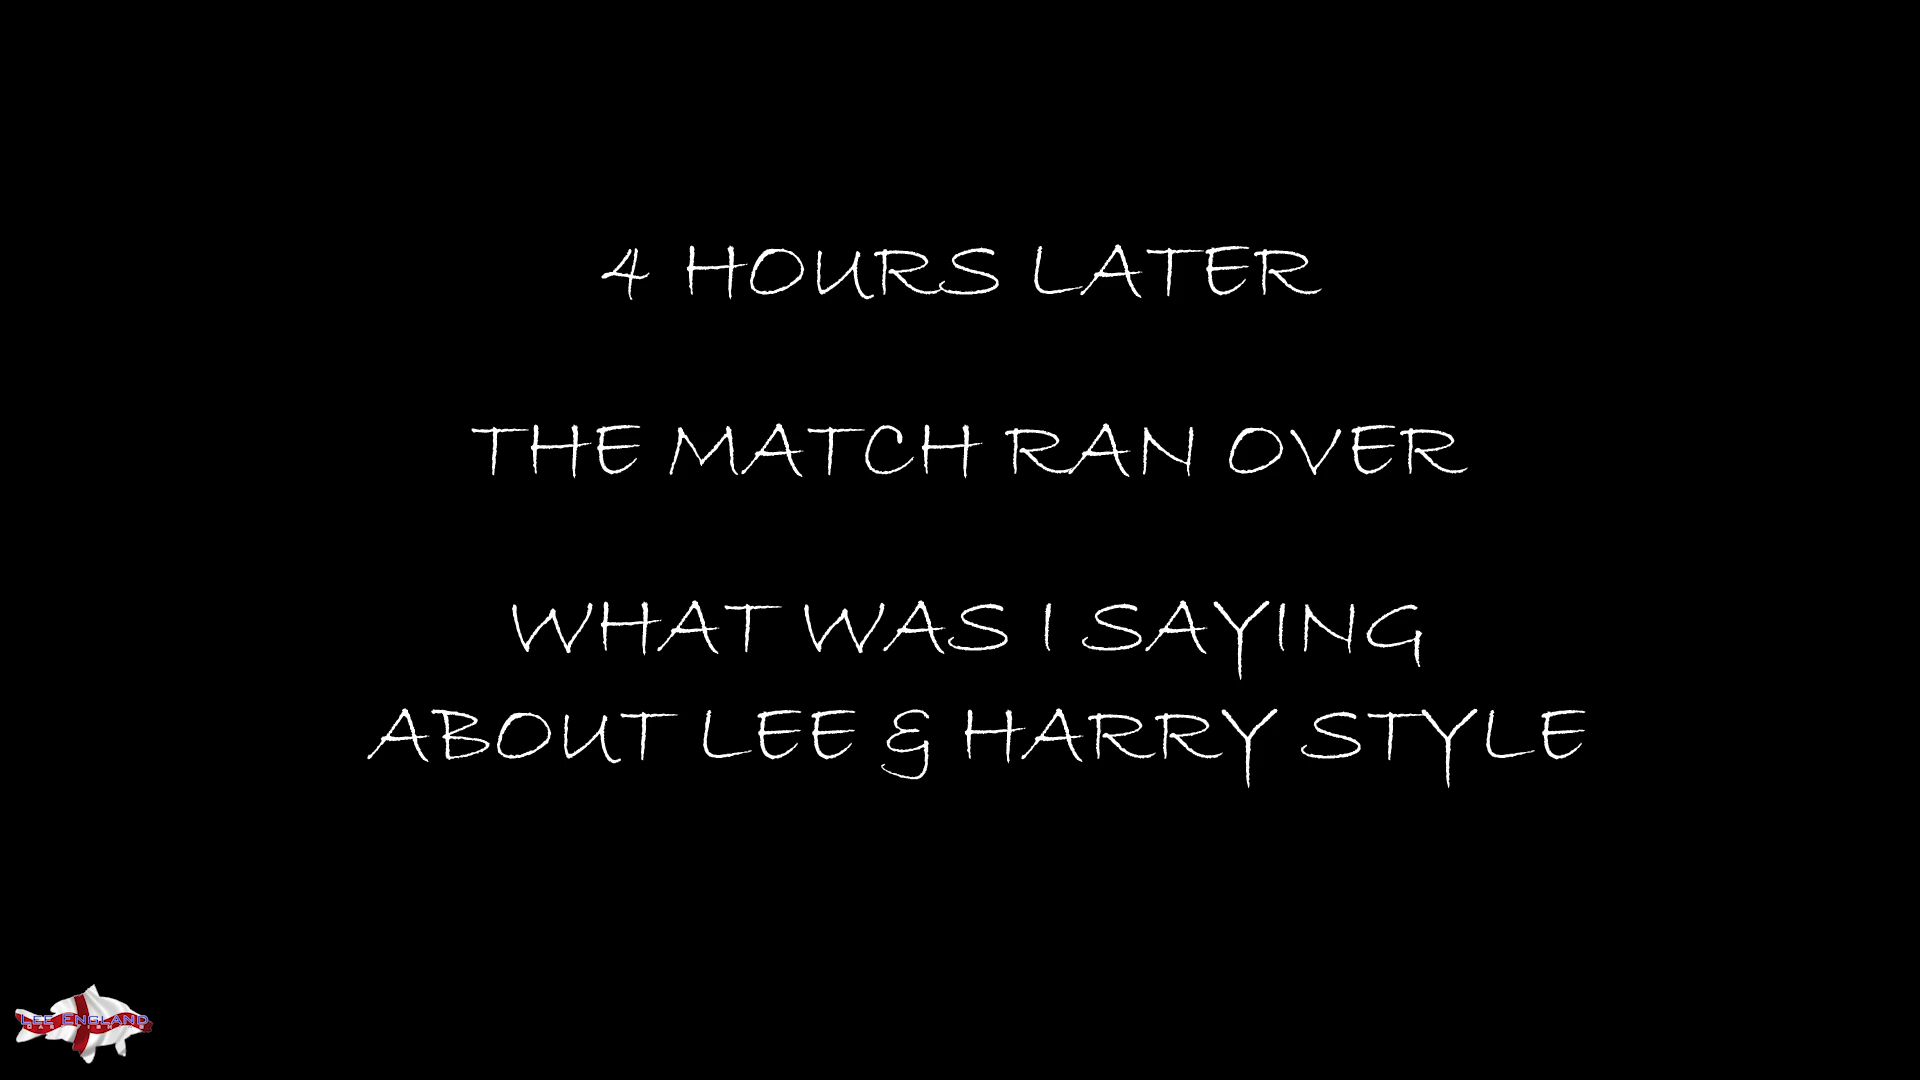 4 HOURS LATER
THE MATCH RAN OVER
WHAT WAS I SAYING
ABOUT LEE & HARRY STYLE
LEE ENGLAND